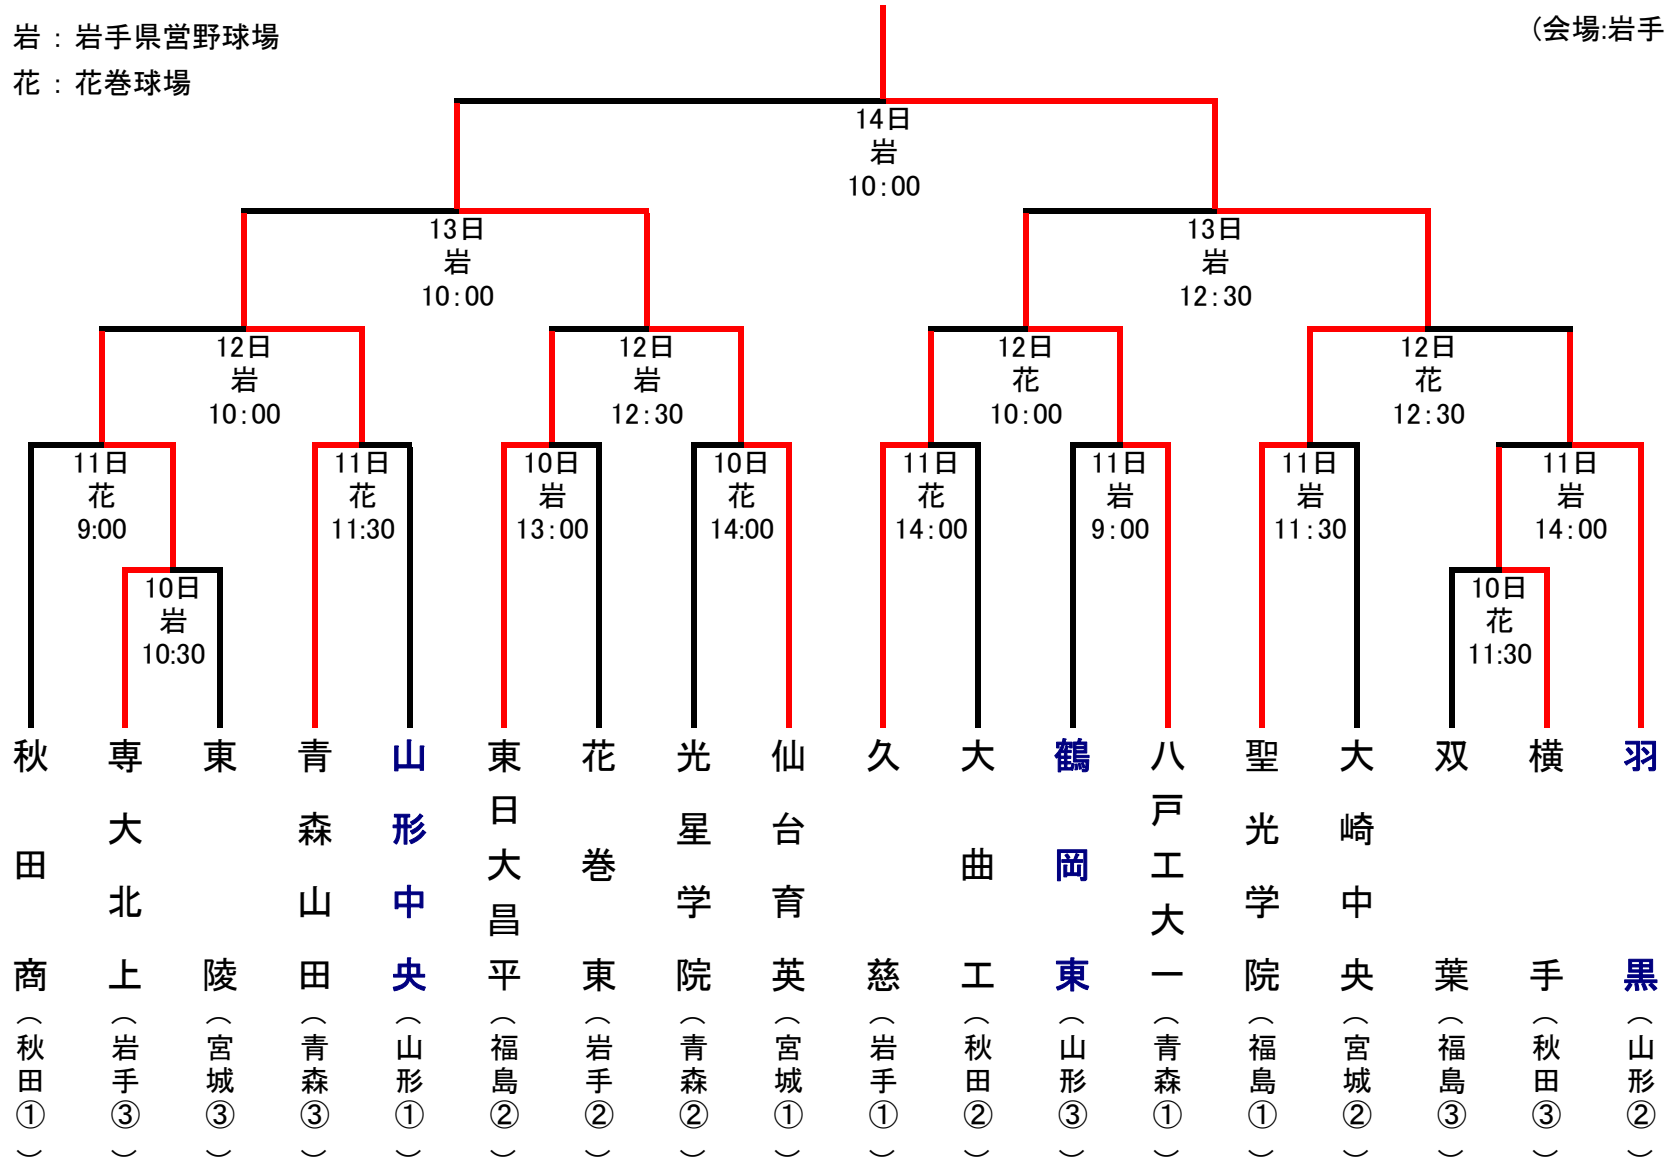 岩 : 岩手県営野球場
(会場:岩手
花 : 花巻球場
14日
岩
10:00
13日
岩
10:00
13日
岩
12:30
12日
岩
10:00
12日
岩
12:30
12日
花
10:00
12日
花
12:30
11日
花
9:00
11日
花
11:30
10日
岩
13:00
10日
花
14:00
11日
花
14:00
11日
岩
9:00
11日
岩
11:30
11日
岩
14:00
10日
岩
10:30
10日
花
11:30
秋田商(秋田①)
専大北上(岩手③)
東陵(宮城③)
青森山田(青森③)
山形中央(山形①)
東日大昌平(福島②)
花巻東(岩手②)
光星学院(青森②)
仙台育英(宮城①)
久慈(岩手①)
大曲工(秋田②)
鶴岡東(山形③)
八戸工大一(青森①)
聖光学院(福島①)
大崎中央(宮城②)
双葉(福島③)
横手(秋田③)
羽黒(山形②)